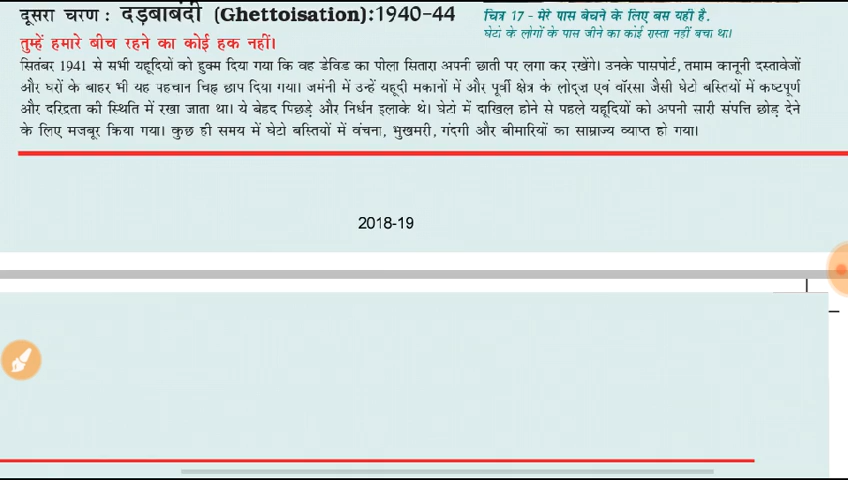 दूसरा चरण : दड़बाबंदी (Ghettoisation):1940-44
चित्र 17 - मेरे पास बेचने के लिए बस यही है.
घेटो के लोगों के पास जीने का कोई रास्ता नहीं बचा था।
तुम्हें हमारे बीच रहने का कोई हक नहीं।
सितंबर 1941 से सभी यहूदियों को हुक्म दिया गया कि वह डेविड का पीला सितारा अपनी छाती पर लगा कर रखेंगे। उनके पासपोर्ट, तमाम कानूनी दस्तावेजों
और घरों के बाहर भी यह पहचान चिह्न छाप दिया गया। जर्मनी में उन्हें यहूदी मकानों में और पूर्वी क्षेत्र के लोद्ज़ एवं वॉरसा जैसी घेटो बस्तियों में कष्टपूर्ण
और दरिद्रता की स्थिति में रखा जाता था। ये बेहद पिछड़े और निर्धन इलाके थे। घेटो में दाखिल होने से पहले यहूदियों को अपनी सारी संपत्ति छोड़ देने
के लिए मजबूर किया गया। कुछ ही समय में घेटो बस्तियों में वंचना, भुखमरी, गंदगी और बीमारियों का साम्राज्य व्याप्त हो गया।
2018-19